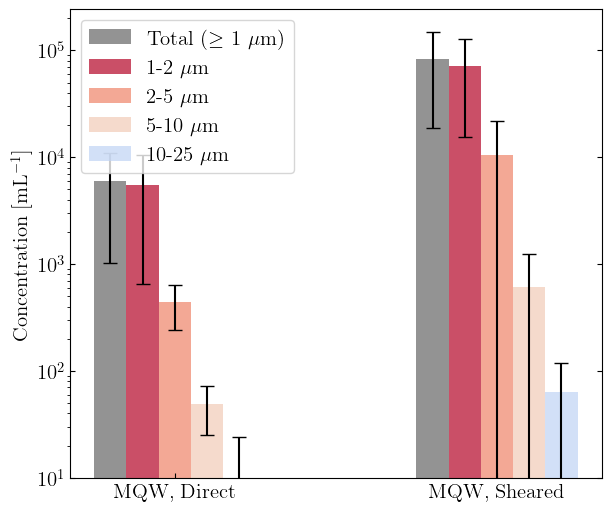 Total (≥ 1 μm)
1-2 μm
2-5 μm
5-10 μm
10-25 μm
Concentration [mL⁻¹]
10⁵
10⁴
10³
10²
10¹
MQW, Direct
MQW, Sheared